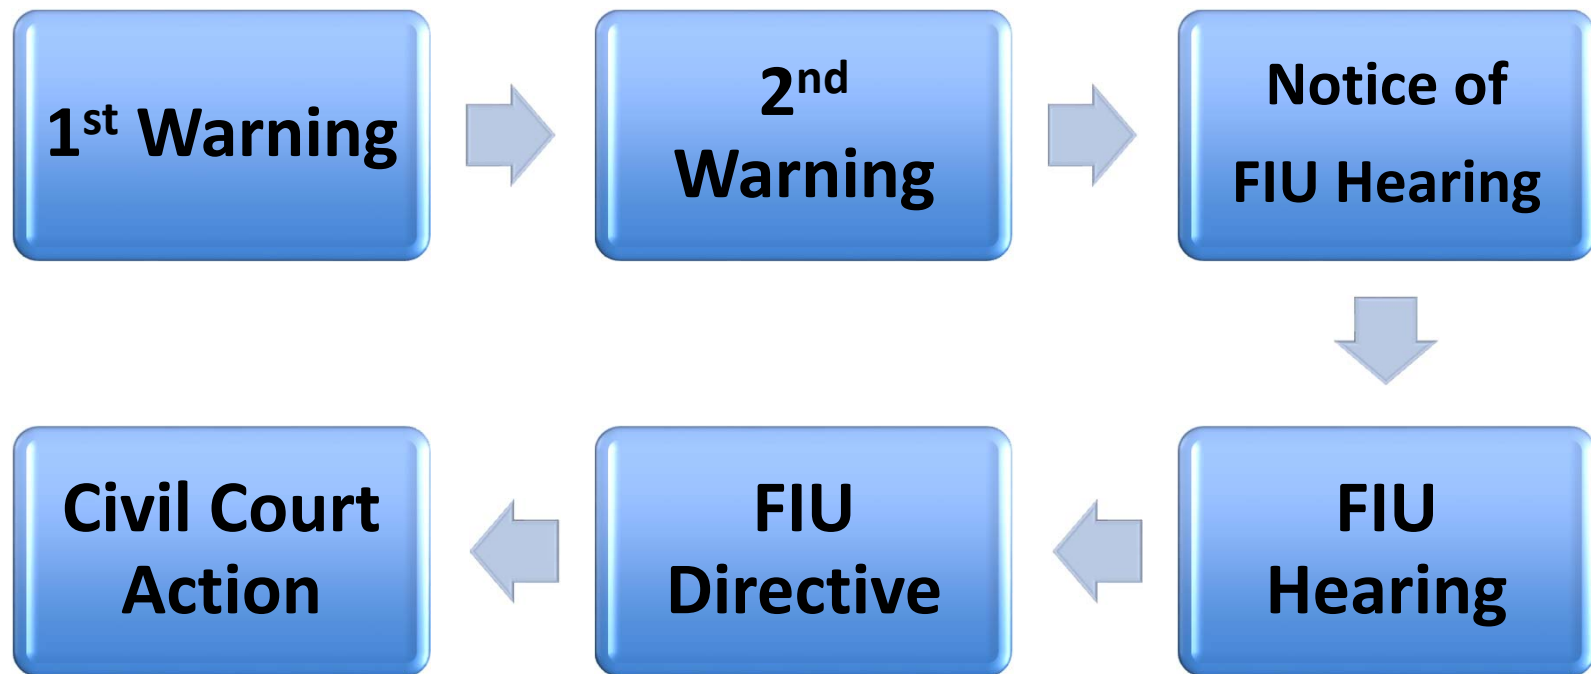 1st Warning
2nd
Warning
Notice of
FIU Hearing
FIU
Hearing
FIU
Directive
Civil Court
Action